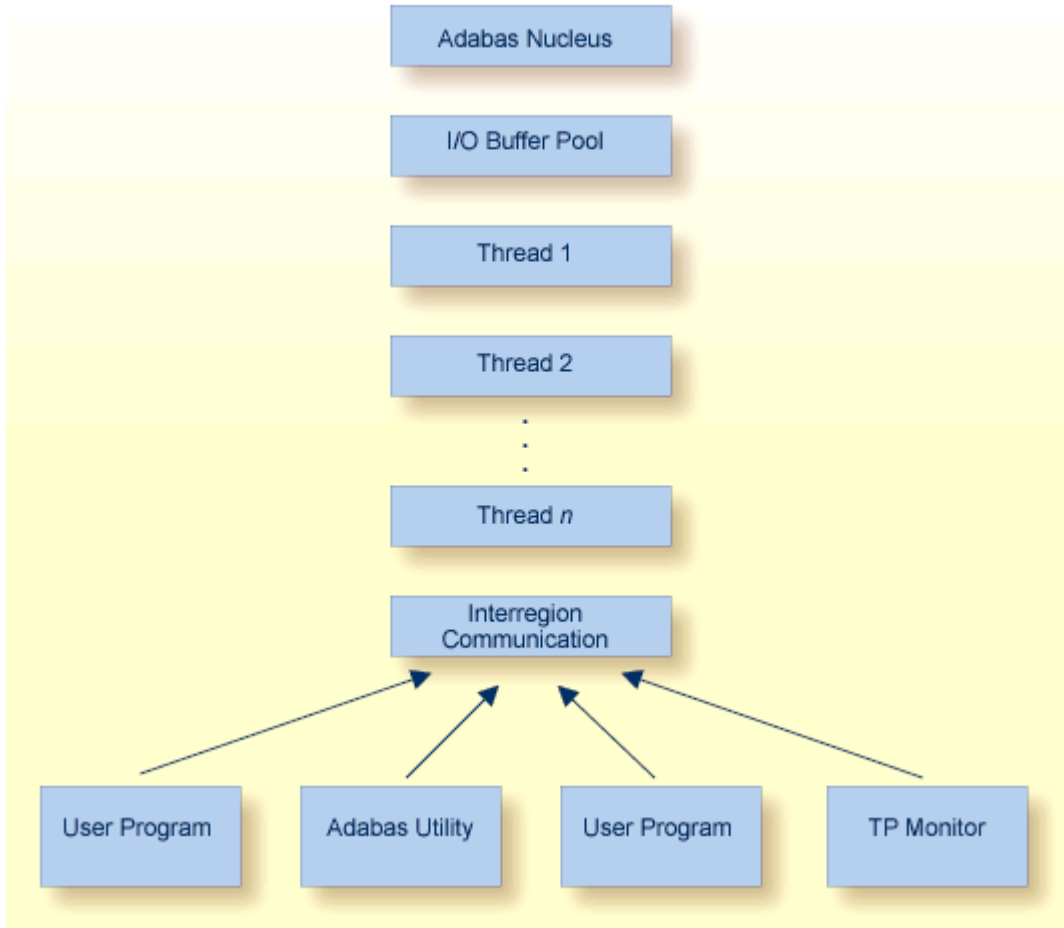 Adabas Nucleus
I/O Buffer Pool
Thread 1
Thread 2
.
.
.
Thread n
Interregion
Communication
User Program
Adabas Utility
User Program
TP Monitor